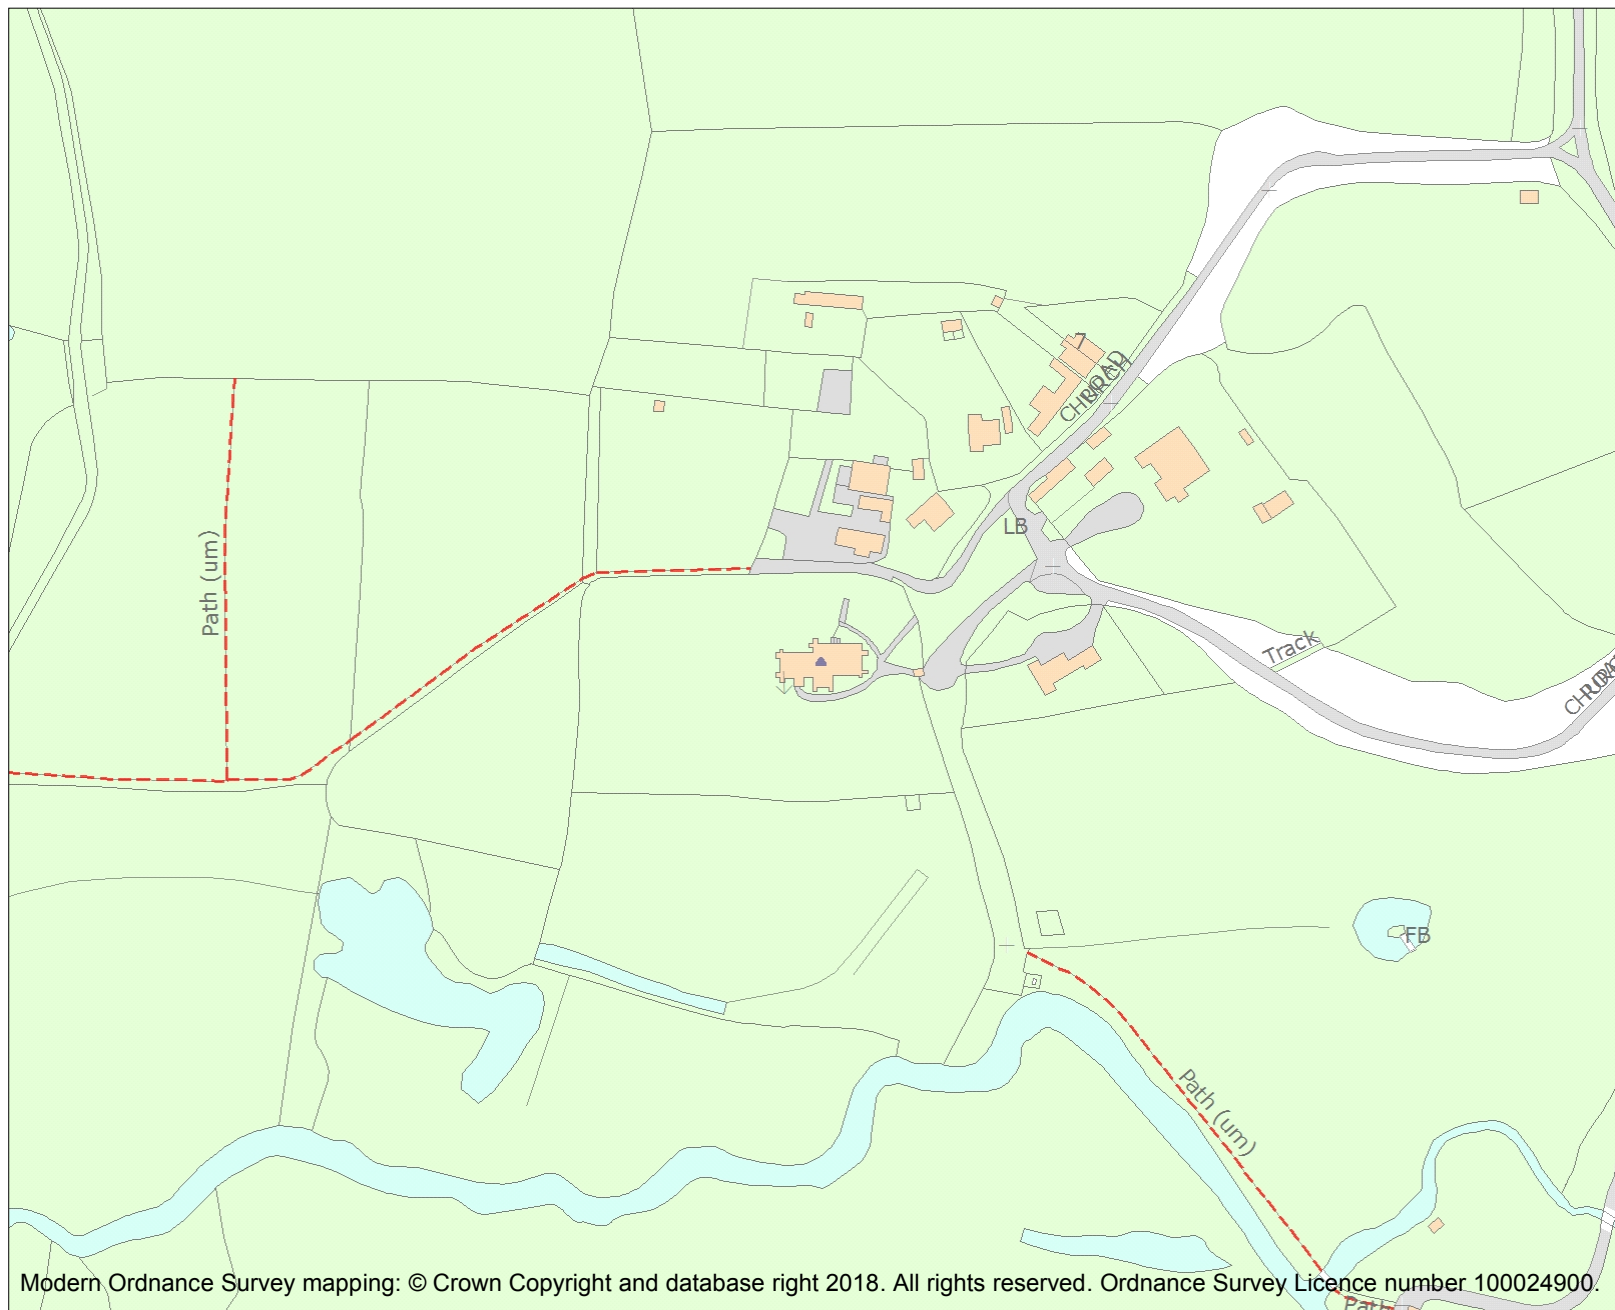 7
CHURCH
ROAD
LB
Path (um)
Track
FB
Path (um)
Modern Ordnance Survey mapping: © Crown Copyright and database right 2018. All rights reserved. Ordnance Survey Licence number 100024900.
Path